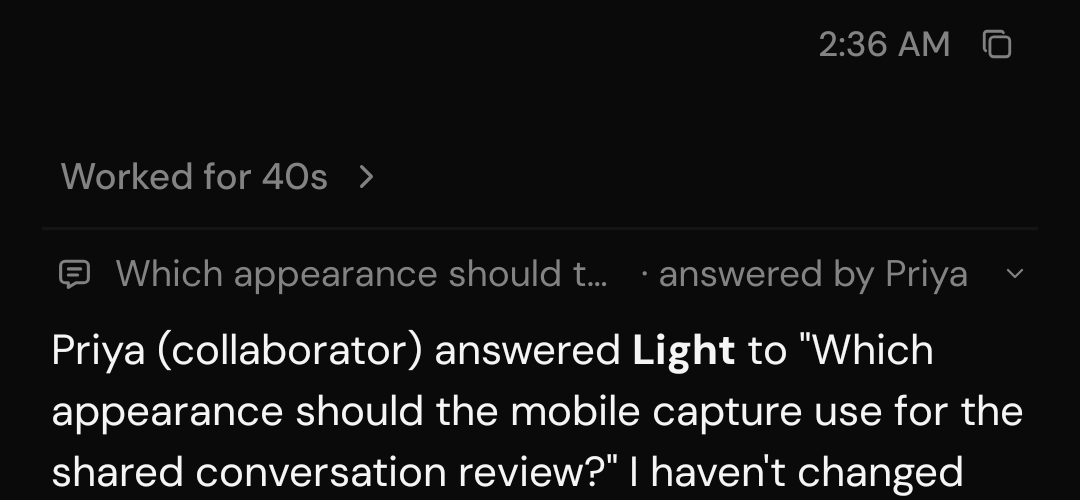 2:36 AM
Worked for 40s
Which appearance should t... · answered by Priya
Priya (collaborator) answered Light to "Which
appearance should the mobile capture use for the
shared conversation review?" I haven't changed